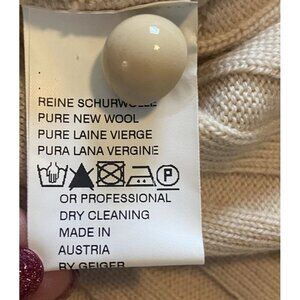 REINE SCHURWOLLE
PURE NEW WOOL
PURE LAINE VIERGE
PURA LANA VERGINE
P
OR PROFESSIONAL
DRY CLEANING
MADE IN
AUSTRIA
BY GEIGER